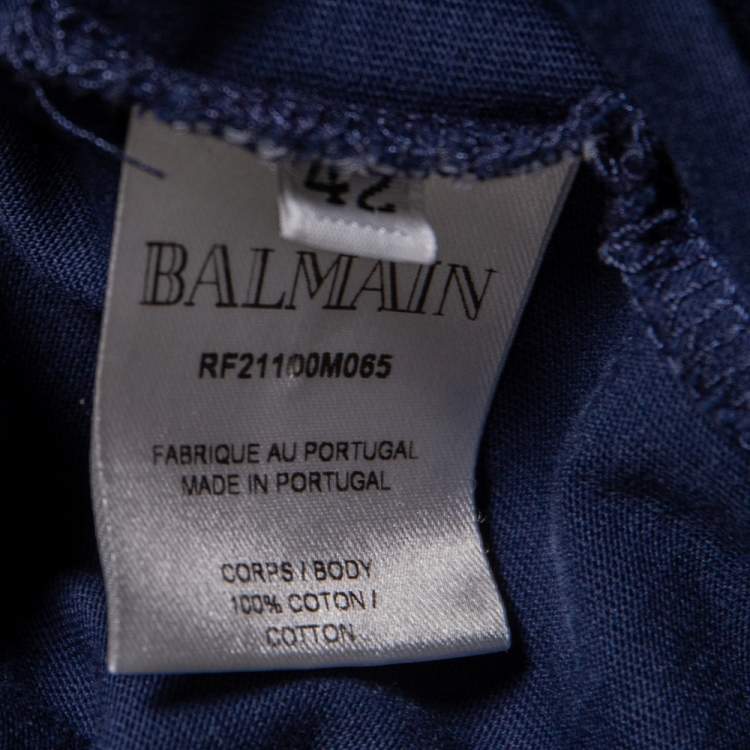 42
BALMAIN
RF21100M065
FABRIQUE AU PORTUGAL
MADE IN PORTUGAL
CORPS / BODY
100% COTON /
COTTON